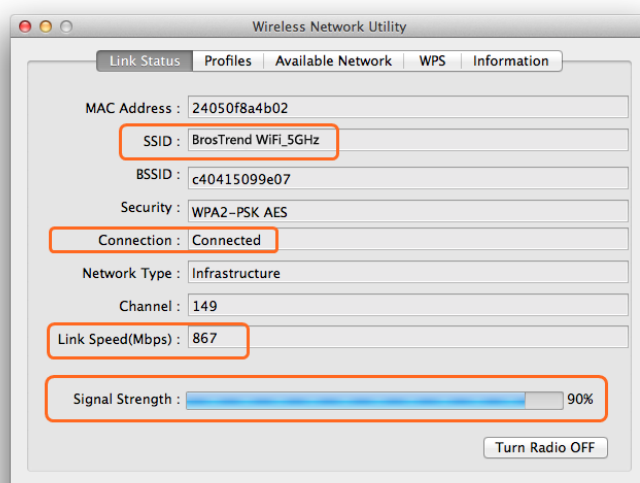 Wireless Network Utility
Link Status Profiles Available Network WPS Information
MAC Address : 24050f8a4b02
SSID : BrosTrend WiFi_5GHz
BSSID : c40415099e07
Security : WPA2-PSK AES
Connection : Connected
Network Type : Infrastructure
Channel : 149
Link Speed(Mbps) : 867
Signal Strength : 90%
Turn Radio OFF